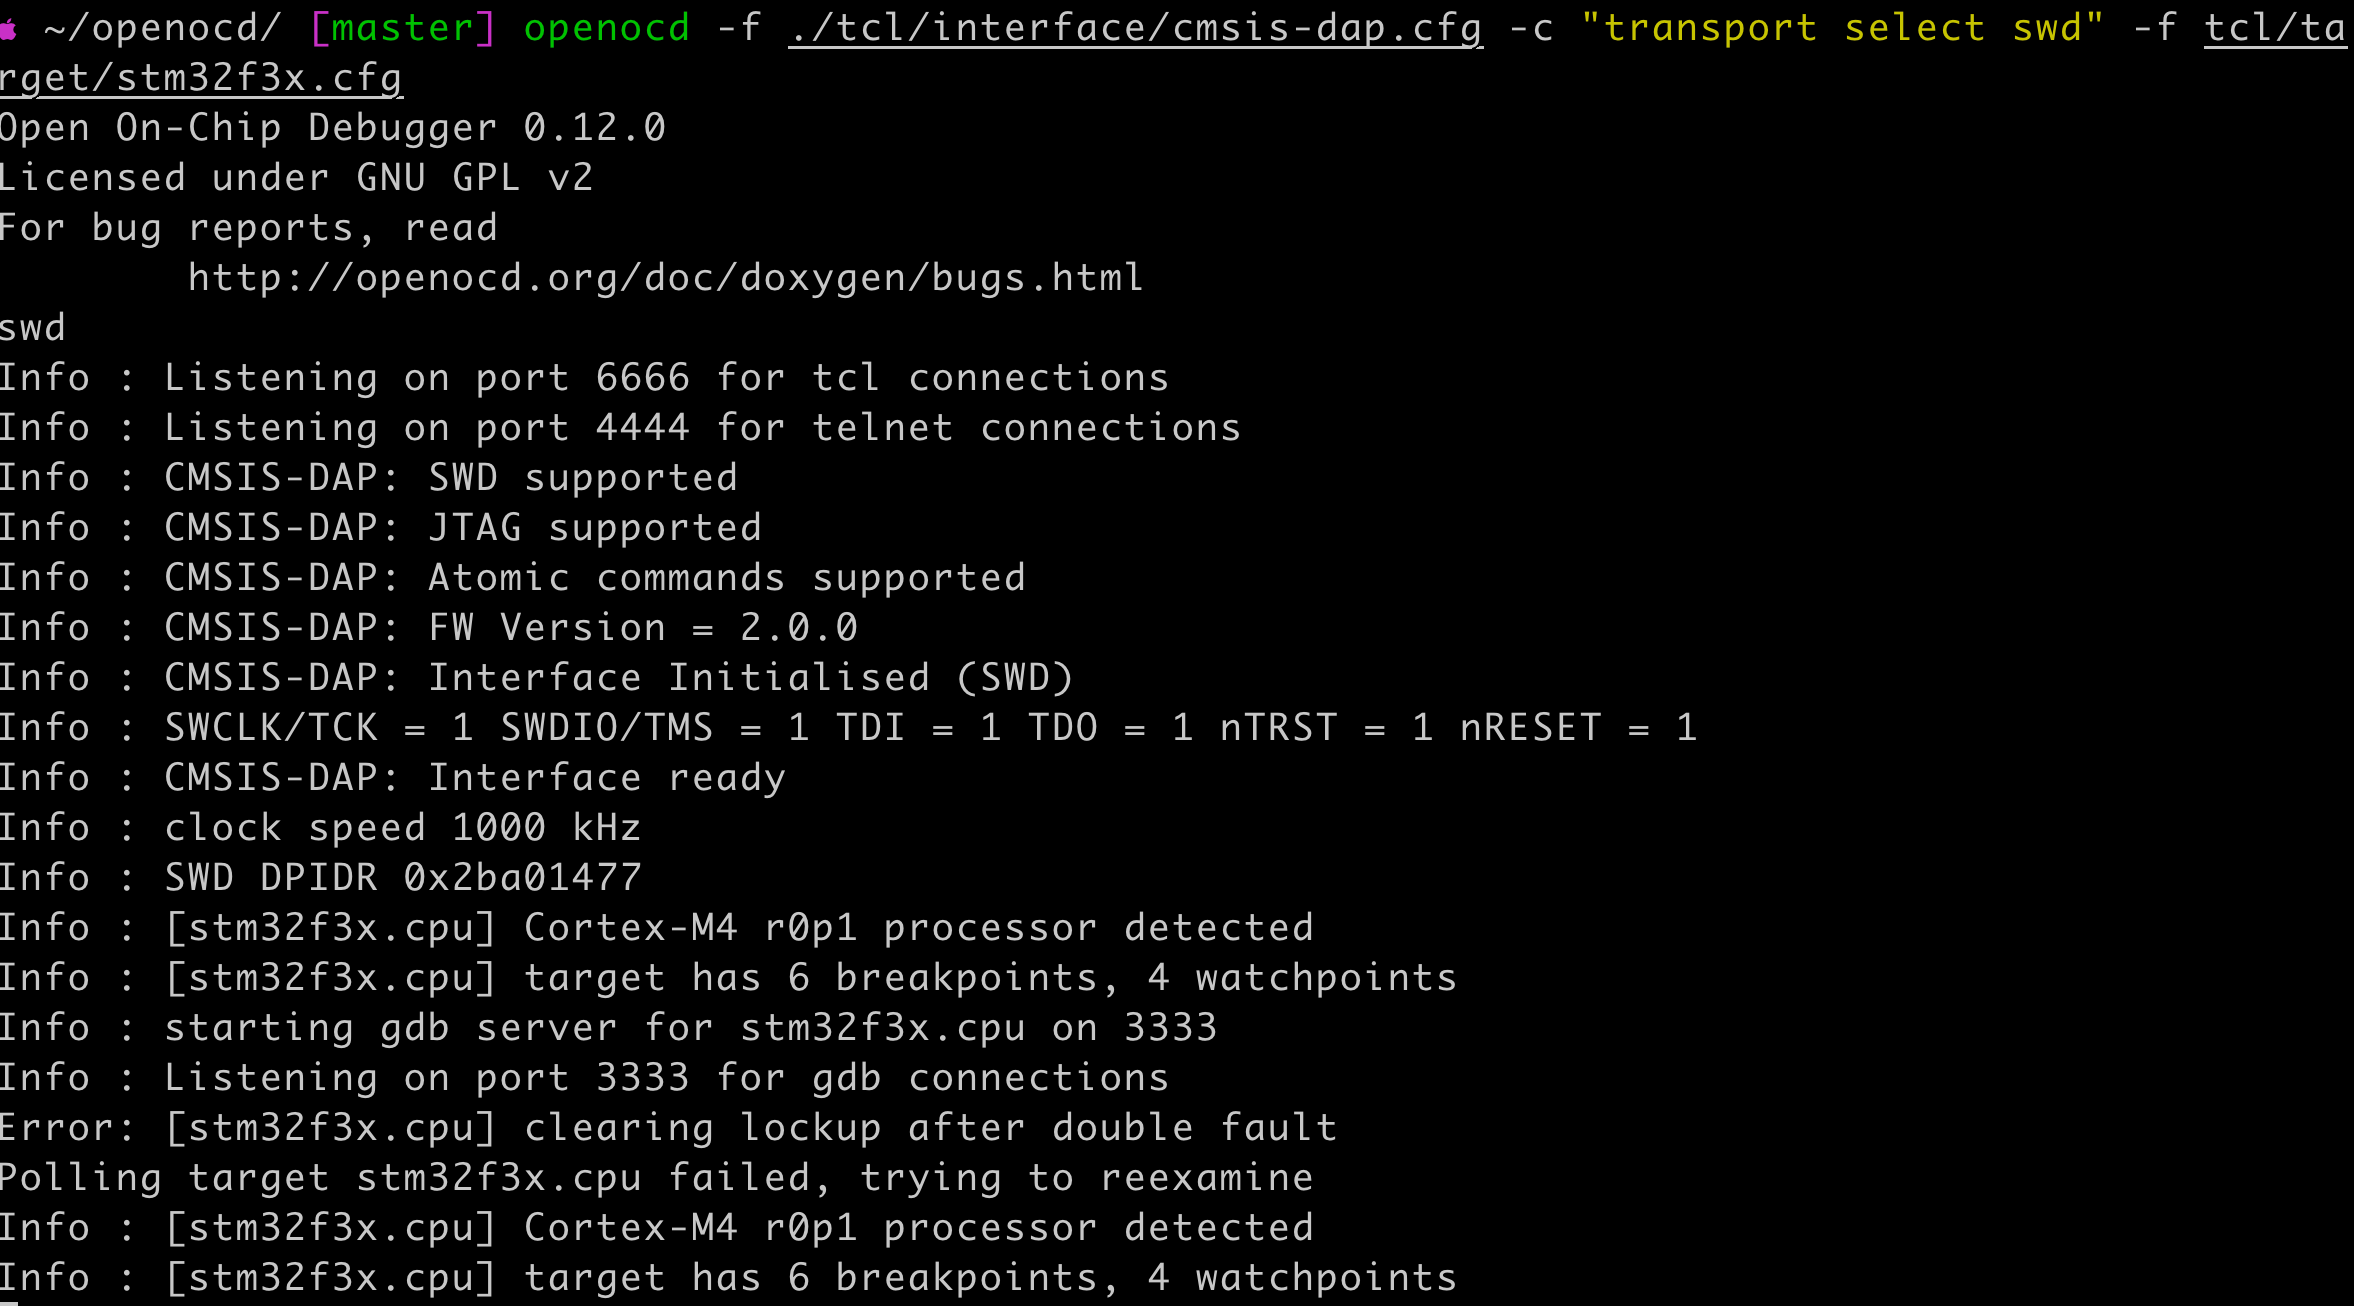 ~/openocd/ [master] openocd -f ./tcl/interface/cmsis-dap.cfg -c "transport select swd" -f tcl/ta
rget/stm32f3x.cfg
Open On-Chip Debugger 0.12.0
Licensed under GNU GPL v2
For bug reports, read
        http://openocd.org/doc/doxygen/bugs.html
swd
Info : Listening on port 6666 for tcl connections
Info : Listening on port 4444 for telnet connections
Info : CMSIS-DAP: SWD supported
Info : CMSIS-DAP: JTAG supported
Info : CMSIS-DAP: Atomic commands supported
Info : CMSIS-DAP: FW Version = 2.0.0
Info : CMSIS-DAP: Interface Initialised (SWD)
Info : SWCLK/TCK = 1 SWDIO/TMS = 1 TDI = 1 TDO = 1 nTRST = 1 nRESET = 1
Info : CMSIS-DAP: Interface ready
Info : clock speed 1000 kHz
Info : SWD DPIDR 0x2ba01477
Info : [stm32f3x.cpu] Cortex-M4 r0p1 processor detected
Info : [stm32f3x.cpu] target has 6 breakpoints, 4 watchpoints
Info : starting gdb server for stm32f3x.cpu on 3333
Info : Listening on port 3333 for gdb connections
Error: [stm32f3x.cpu] clearing lockup after double fault
Polling target stm32f3x.cpu failed, trying to reexamine
Info : [stm32f3x.cpu] Cortex-M4 r0p1 processor detected
Info : [stm32f3x.cpu] target has 6 breakpoints, 4 watchpoints